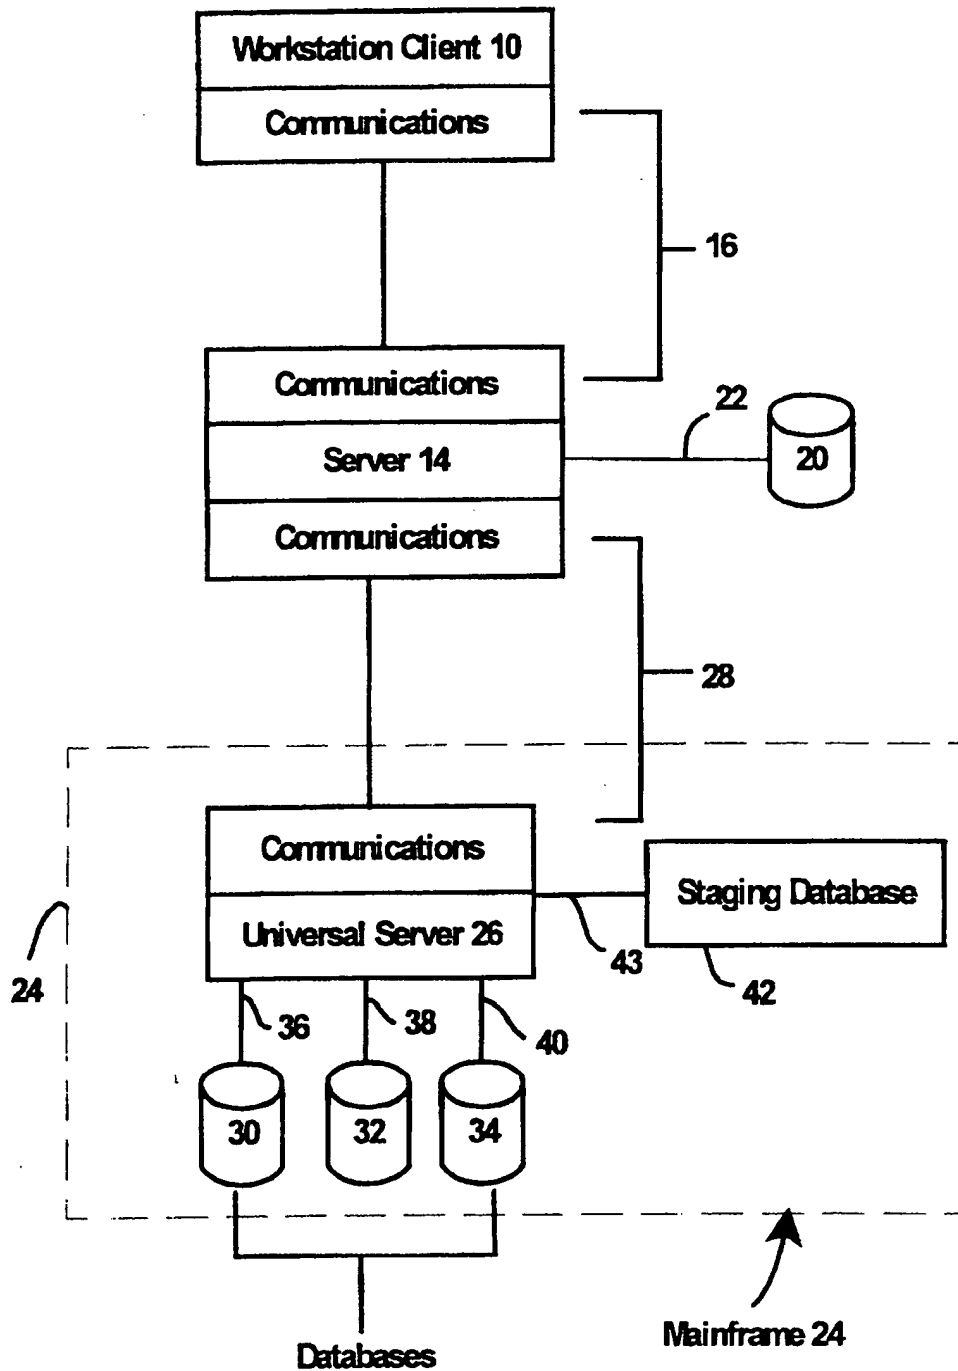 Workstation Client 10
Communications
16
Communications
22
Server 14
20
Communications
28
Communications
Staging Database
Universal Server 26
43
42
24
36
38
40
30
32
34
Mainframe 24
Databases